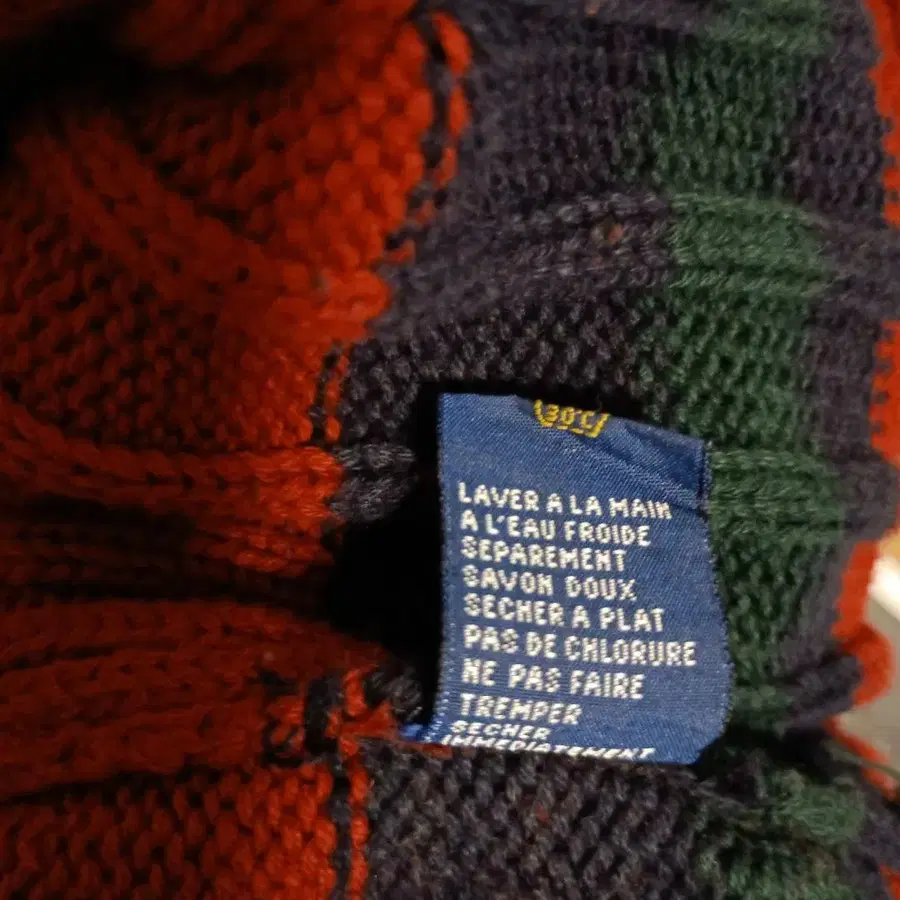 30°C
LAVER A LA MAIN
A L'EAU FROIDE
SEPAREMENT
SAVON DOUX
SECHER A PLAT
PAS DE CHLORURE
NE PAS FAIRE
TREMPER
SECHER
IMMEDIATEMENT